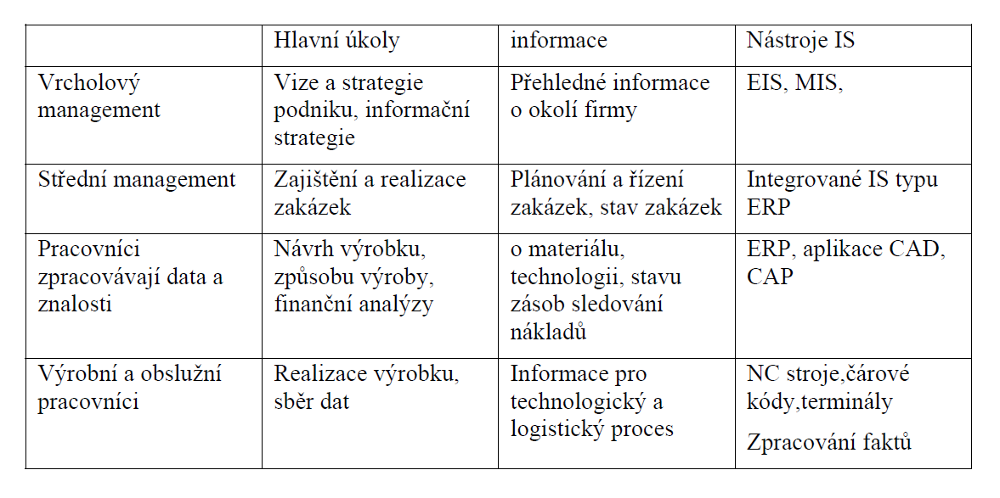 Hlavní úkoly
informace
Nástroje IS
Vrcholový
management
Vize a strategie
podniku, informační
strategie
Přehledné informace
o okolí firmy
EIS, MIS,
Střední management
Zajištění a realizace
zakázek
Plánování a řízení
zakázek, stav zakázek
Integrované IS typu
ERP
Pracovníci
zpracovávají data a
znalosti
Návrh výrobku,
způsobu výroby,
finanční analýzy
o materiálu,
technologii, stavu
zásob sledování
nákladů
ERP, aplikace CAD,
CAP
Výrobní a obslužní
pracovníci
Realizace výrobku,
sběr dat
Informace pro
technologický a
logistický proces
NC stroje,čárové
kódy,terminály
Zpracování faktů